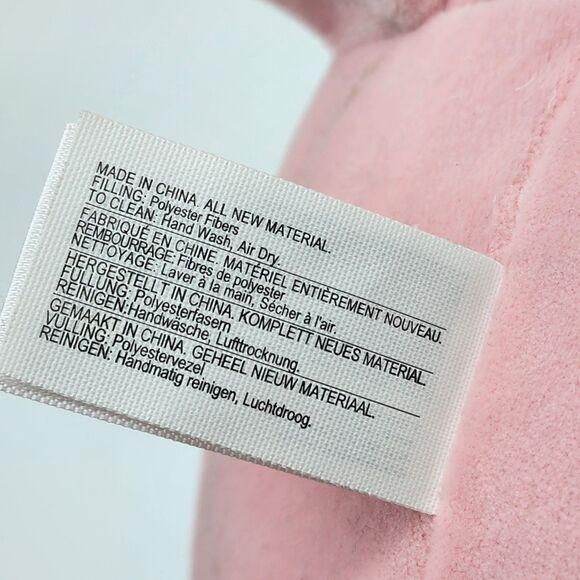 MADE IN CHINA. ALL NEW MATERIAL.
FILLING: Polyester Fibers
TO CLEAN: Hand Wash, Air Dry.
FABRIQUÉ EN CHINE. MATÉRIEL ENTIÈREMENT NOUVEAU.
REMBOURRAGE: Fibres de polyester
NETTOYAGE: Laver à la main, Sécher à l'air.
HERGESTELLT IN CHINA. KOMPLETT NEUES MATERIAL.
FÜLLUNG: Polyesterfasern
REINIGEN:Handwäsche, Lufttrocknung.
GEMAAKT IN CHINA. GEHEEL NIEUW MATERIAAL.
VULLING: Polyestervezel
REINIGEN: Handmatig reinigen, Luchtdroog.